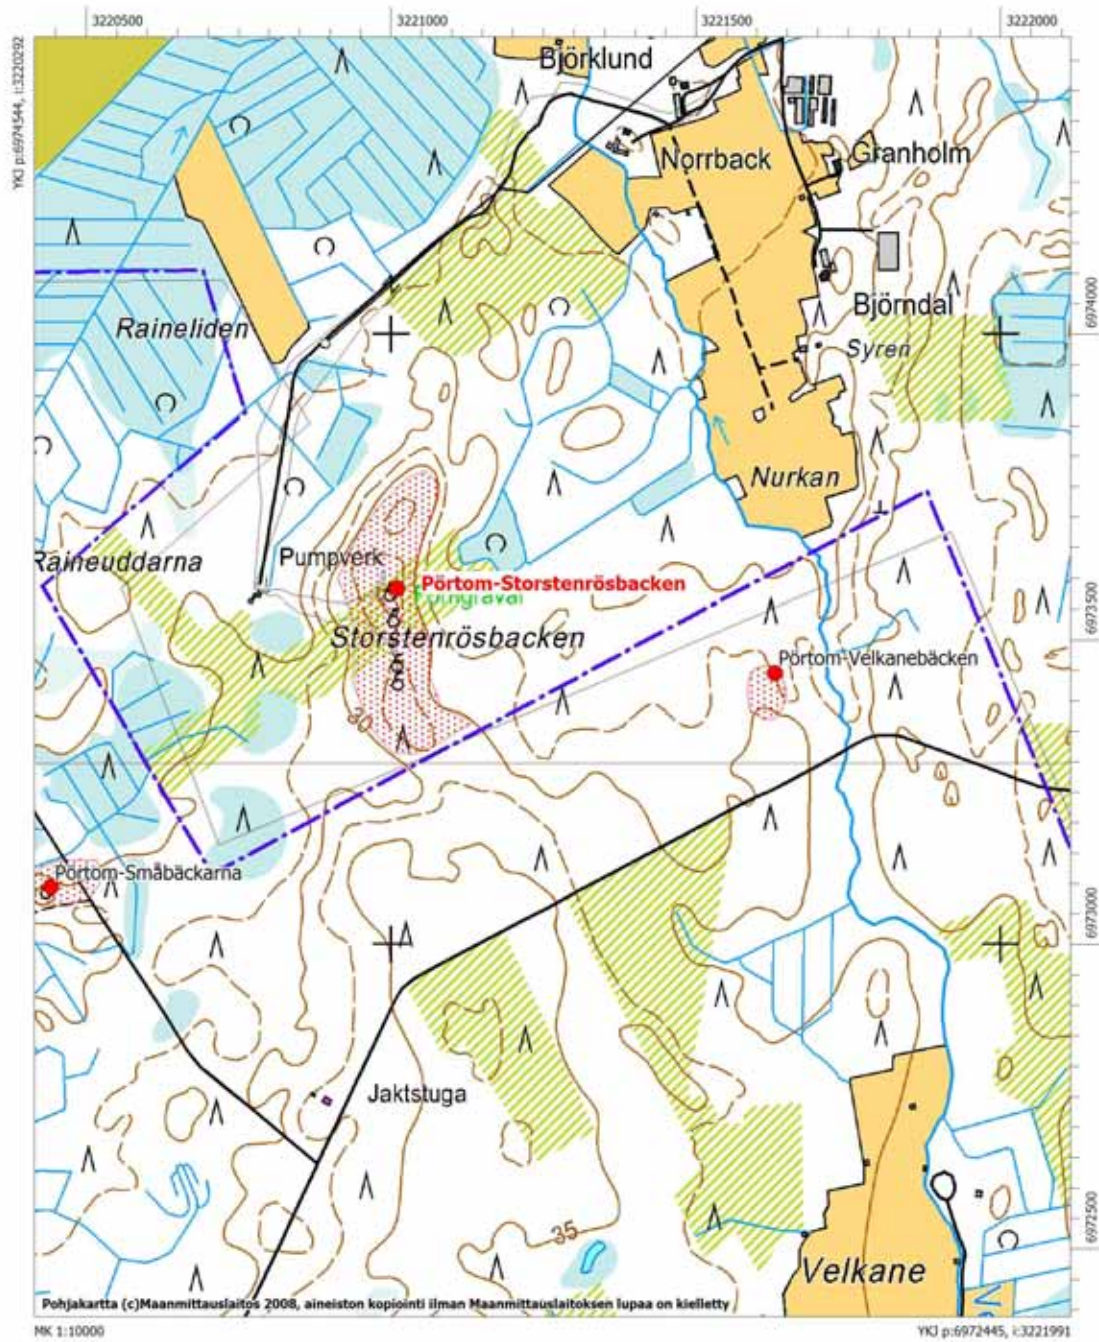 3220500
3221000
3221500
3222000
YKJ p:6974544, i:3220292
Björklund
Norrback
Granholm
Björndal
6974000
Raineliden
Syren
Nurkan
Raineuddarna
Pumpverk
Pörtom-Storstenrösbacken
Forngravar
6973500
Storstenrösbacken
Pörtom-Velkanebäcken
30
Pörtom-Småbäckarna
6973000
Jaktstuga
35
6972500
Velkane
Ve
Pohjakartta (c)Maanmittauslaitos 2008, aineiston kopiointi ilman Maanmittauslaitoksen lupaa on kielletty
MK 1:10000
YKJ p:6972445, i:3221991